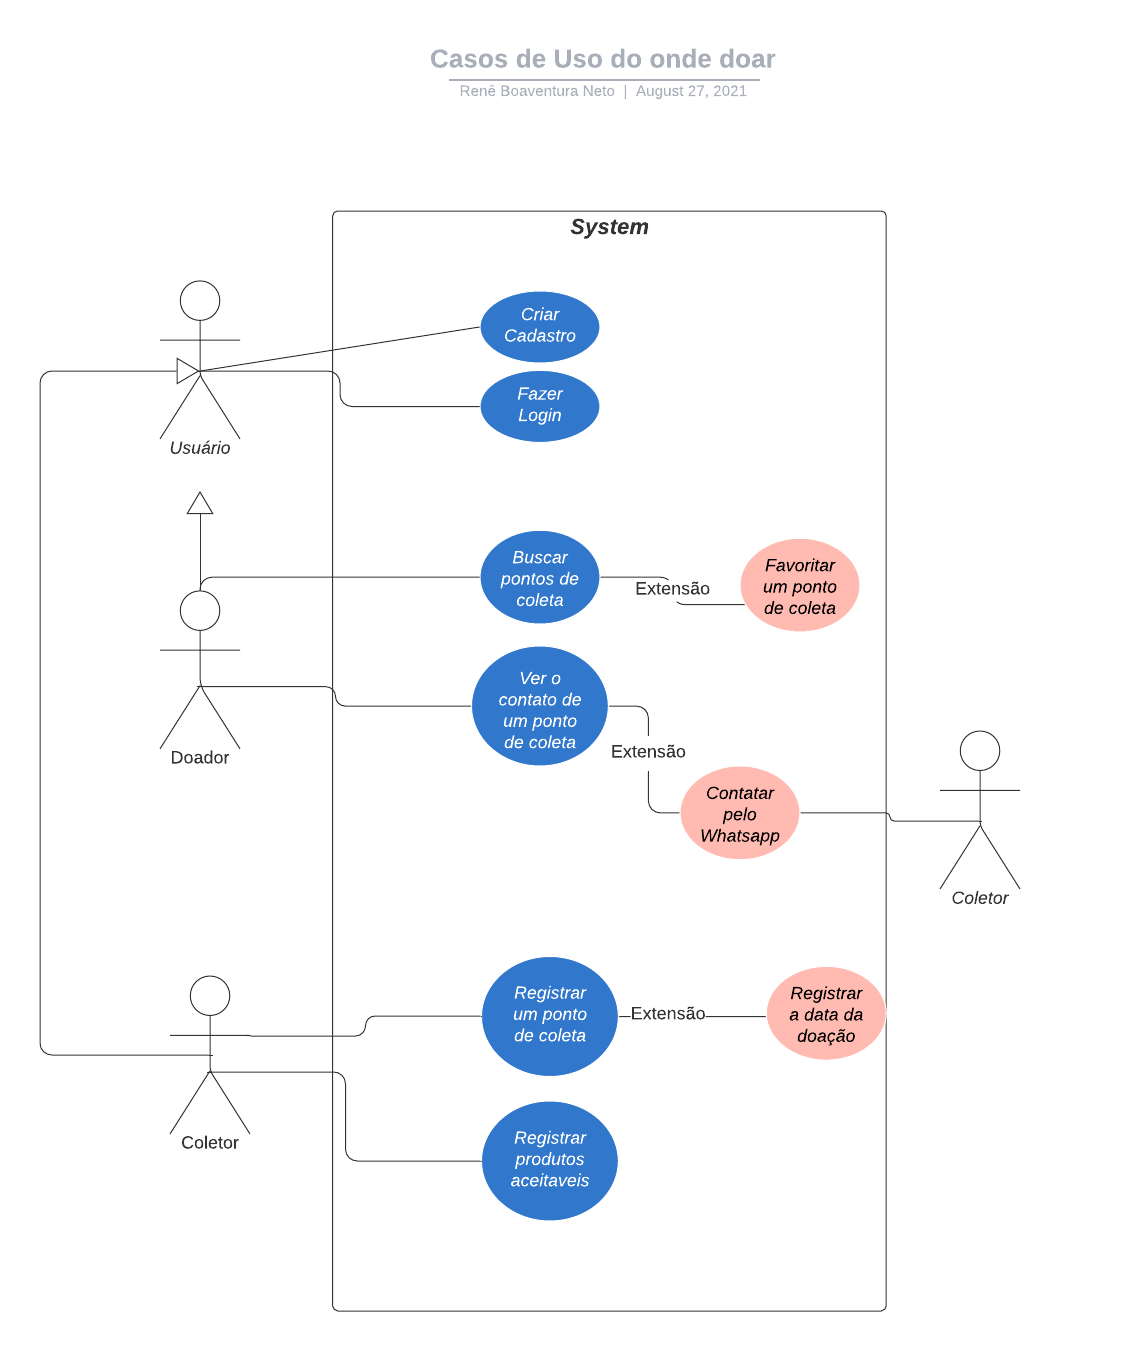 Casos de Uso do onde doar
Renê Boaventura Neto | August 27, 2021
System
Criar
Cadastro
Fazer
Login
Usuário
Buscar
pontos de
coleta
Extensão
Favoritar
um ponto
de coleta
Ver o
contato de
um ponto
de coleta
Doador
Extensão
Contatar
pelo
Whatsapp
Coletor
Registrar
um ponto
de coleta
Extensão
Registrar
a data da
doação
Coletor
Registrar
produtos
aceitaveis